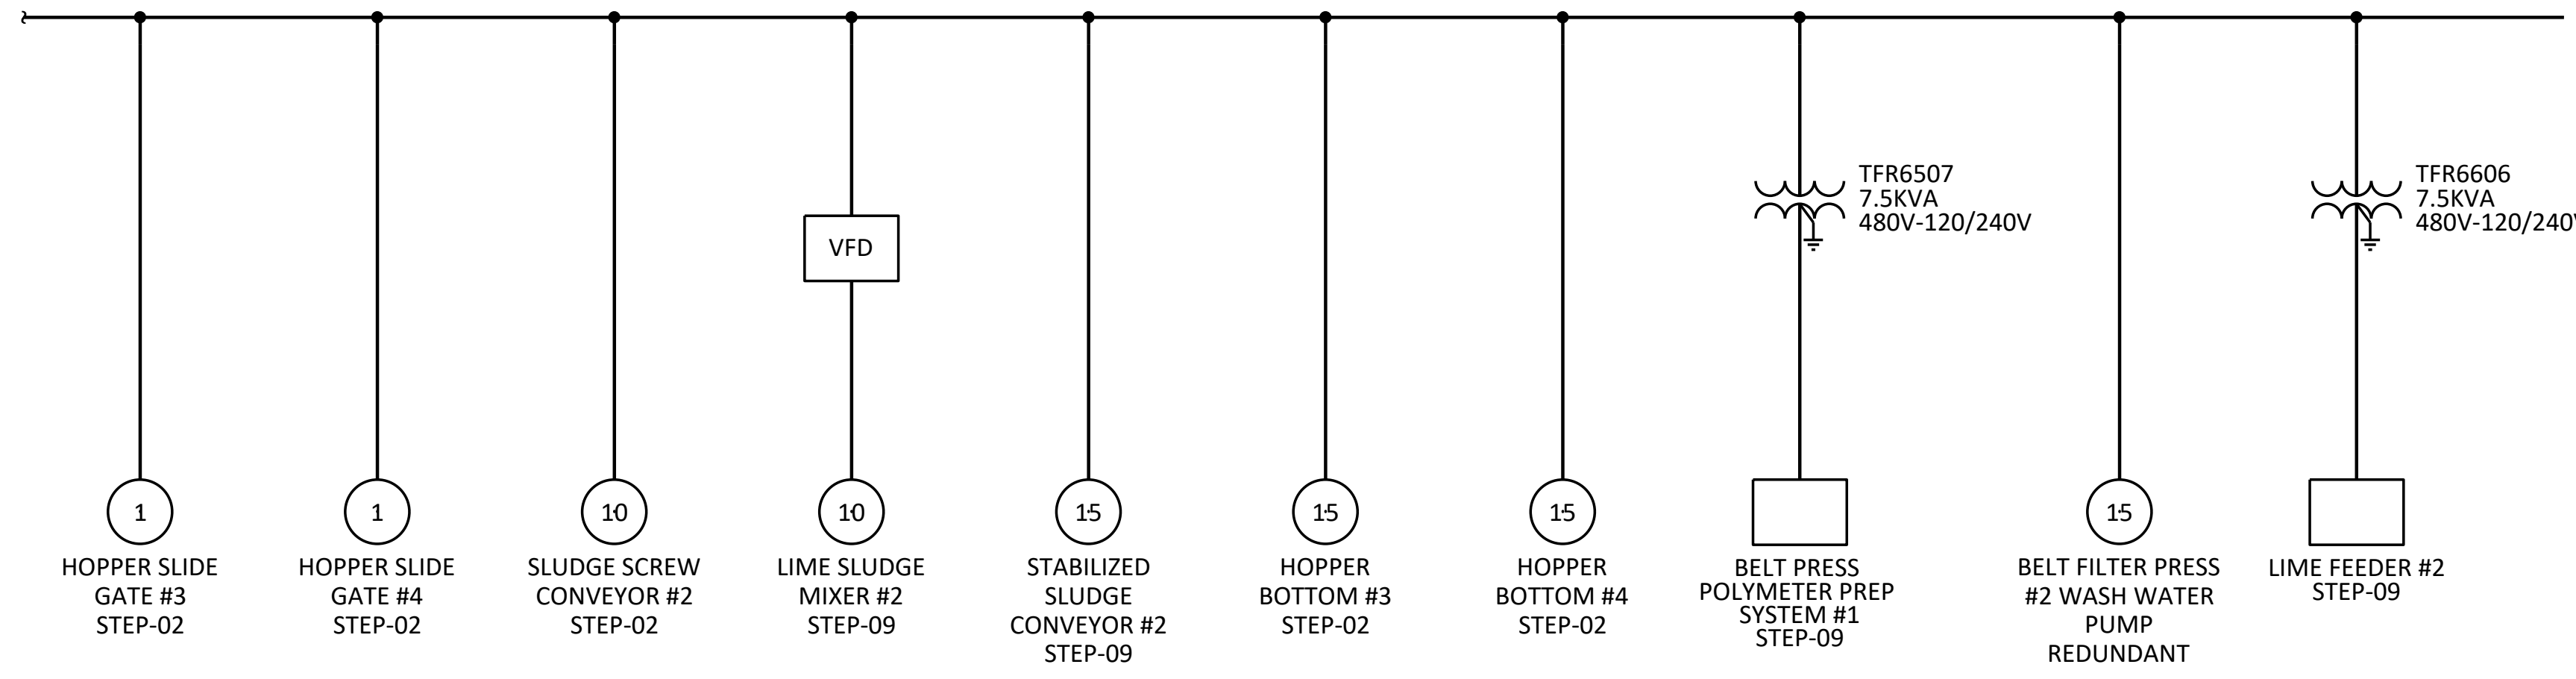 TFR6507
7.5KVA
480V-120/240V
TFR6606
7.5KVA
480V-120/240V
VFD
1
HOPPER SLIDE
GATE #3
STEP-02
1
HOPPER SLIDE
GATE #4
STEP-02
10
SLUDGE SCREW
CONVEYOR #2
STEP-02
10
LIME SLUDGE
MIXER #2
STEP-09
15
STABILIZED
SLUDGE
CONVEYOR #2
STEP-09
15
HOPPER
BOTTOM #3
STEP-02
15
HOPPER
BOTTOM #4
STEP-02
BELT PRESS
POLYMETER PREP
SYSTEM #1
STEP-09
15
BELT FILTER PRESS
#2 WASH WATER
PUMP
REDUNDANT
LIME FEEDER #2
STEP-09